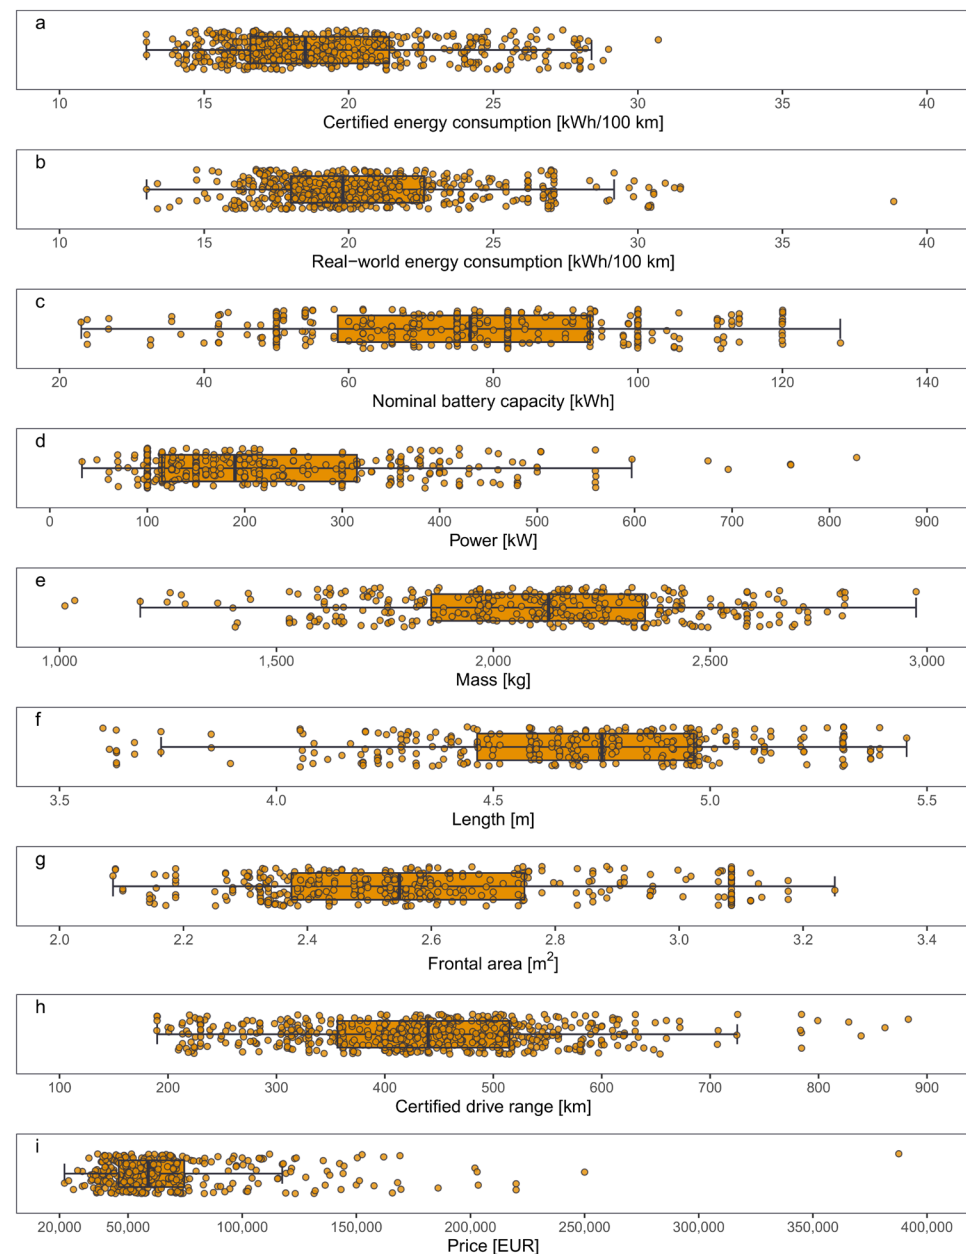 a
10 15 20 25 30 35 40
Certified energy consumption [kWh/100 km]
b
10 15 20 25 30 35 40
Real−world energy consumption [kWh/100 km]
c
20 40 60 80 100 120 140
Nominal battery capacity [kWh]
d
0 100 200 300 400 500 600 700 800 900
Power [kW]
e
1,000 1,500 2,000 2,500 3,000
Mass [kg]
f
3.5 4.0 4.5 5.0 5.5
Length [m]
g
2.0 2.2 2.4 2.6 2.8 3.0 3.2 3.4
Frontal area [m²]
h
100 200 300 400 500 600 700 800 900
Certified drive range [km]
i
20,000 50,000 100,000 150,000 200,000 250,000 300,000 350,000 400,000
Price [EUR]